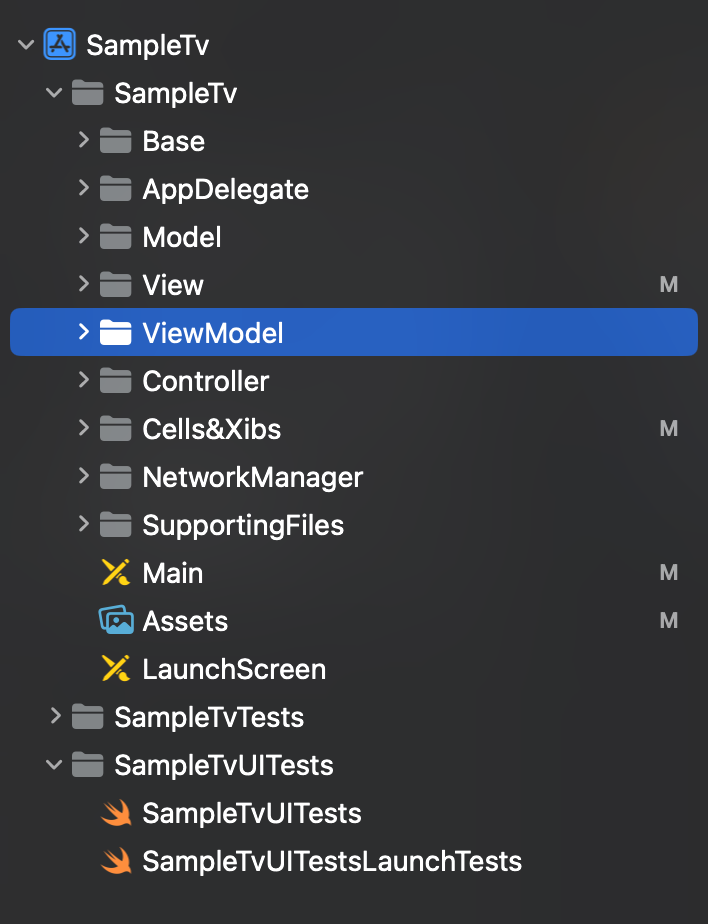 SampleTv
SampleTv
Base
AppDelegate
Model
View M
ViewModel
Controller
Cells&Xibs M
NetworkManager
SupportingFiles
Main M
Assets M
LaunchScreen
SampleTvTests
SampleTvUITests
SampleTvUITests
SampleTvUITestsLaunchTests